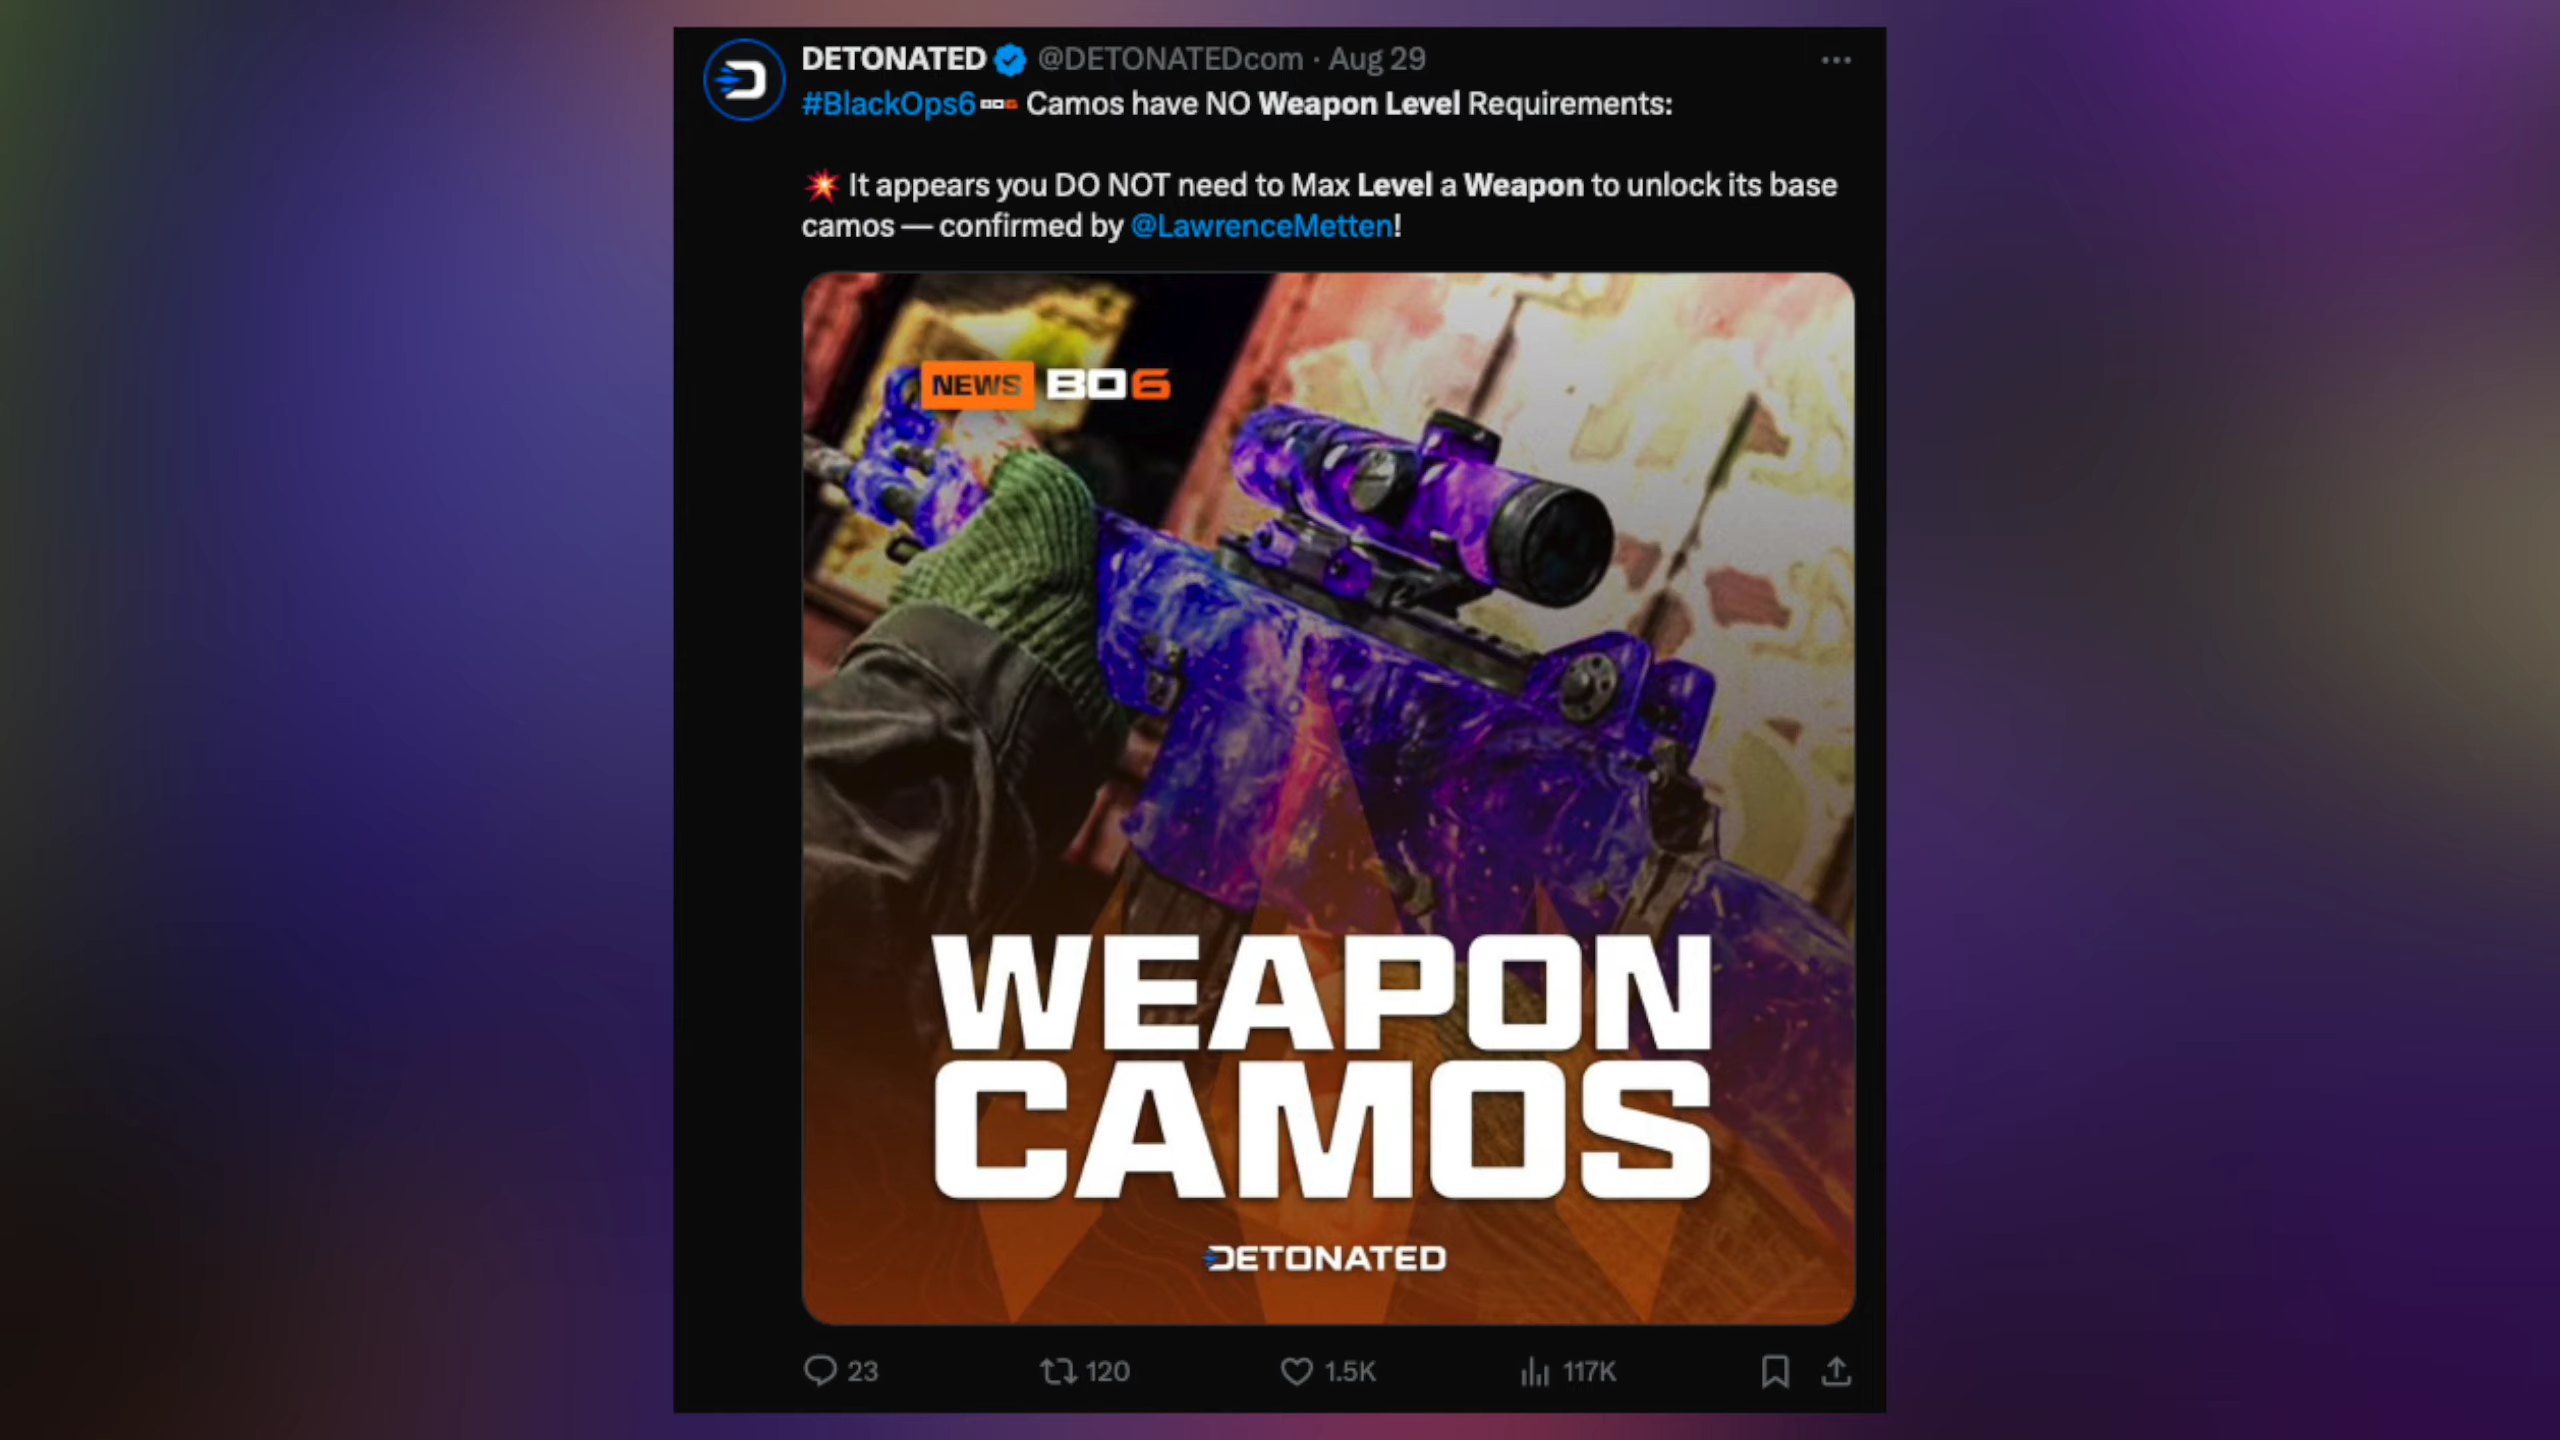 DETONATED @DETONATEDcom · Aug 29
#BlackOps6 BO6 Camos have NO Weapon Level Requirements:
💥 It appears you DO NOT need to Max Level a Weapon to unlock its base
camos — confirmed by @LawrenceMetten!
NEWS BO6
WEAPON
CAMOS
DETONATED
23 120 1.5K 117K